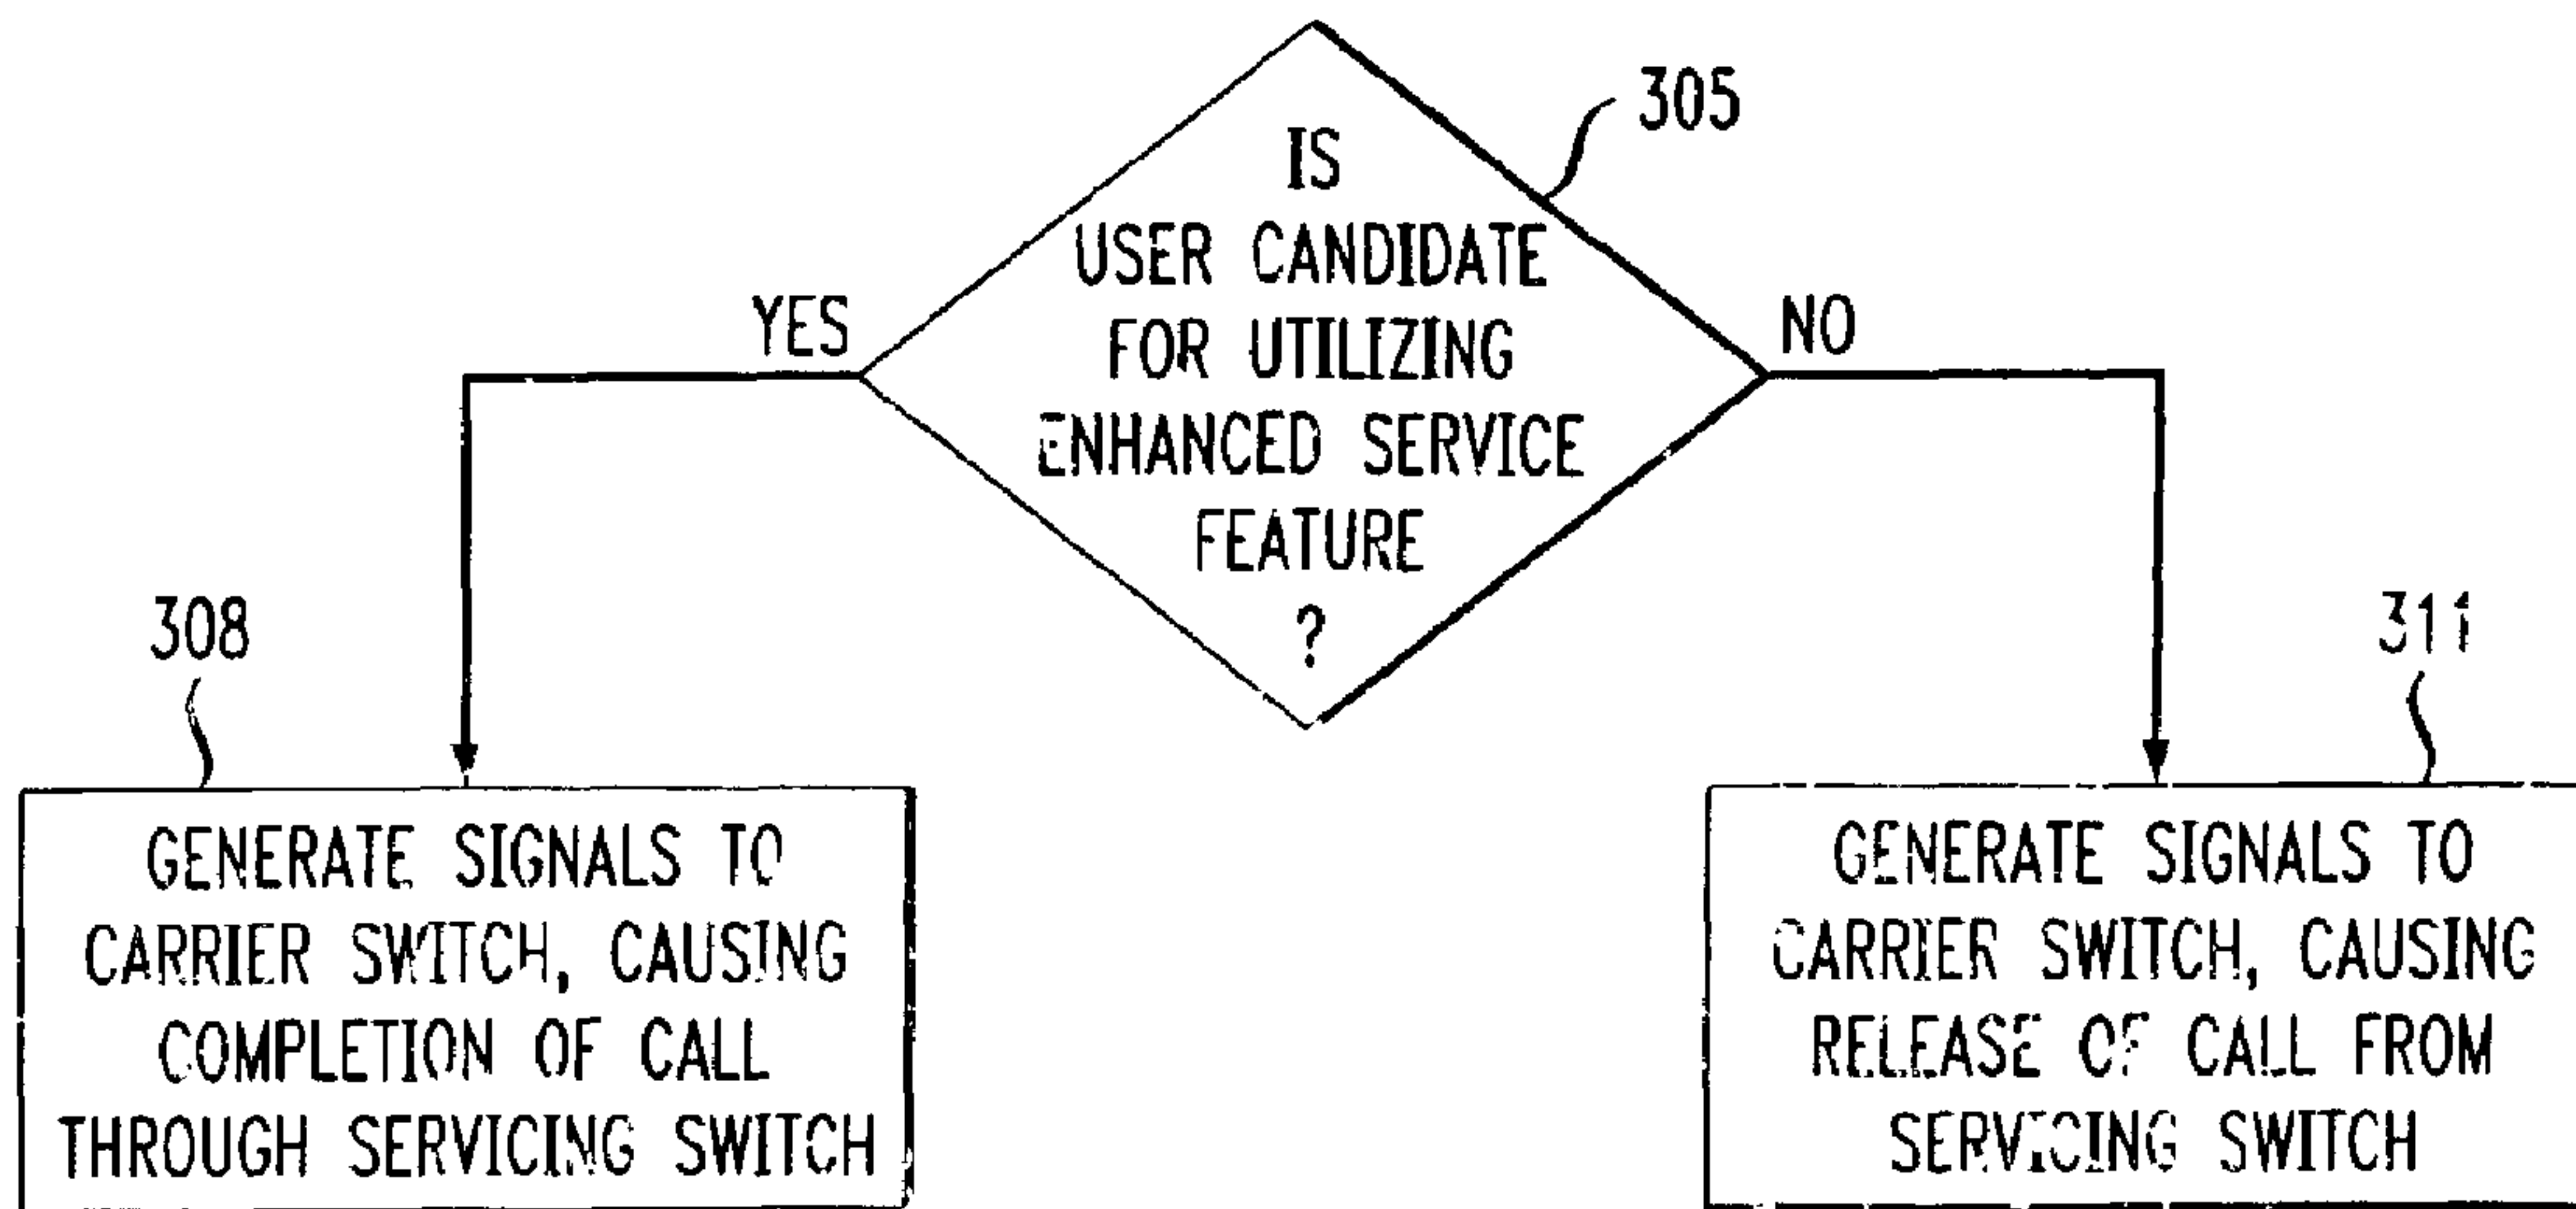 305
IS
USER CANDIDATE
FOR UTILIZING
ENHANCED SERVICE
FEATURE
?
YES
NO
308
GENERATE SIGNALS TO
CARRIER SWITCH, CAUSING
COMPLETION OF CALL
THROUGH SERVICING SWITCH
311
GENERATE SIGNALS TO
CARRIER SWITCH, CAUSING
RELEASE OF CALL FROM
SERVICING SWITCH